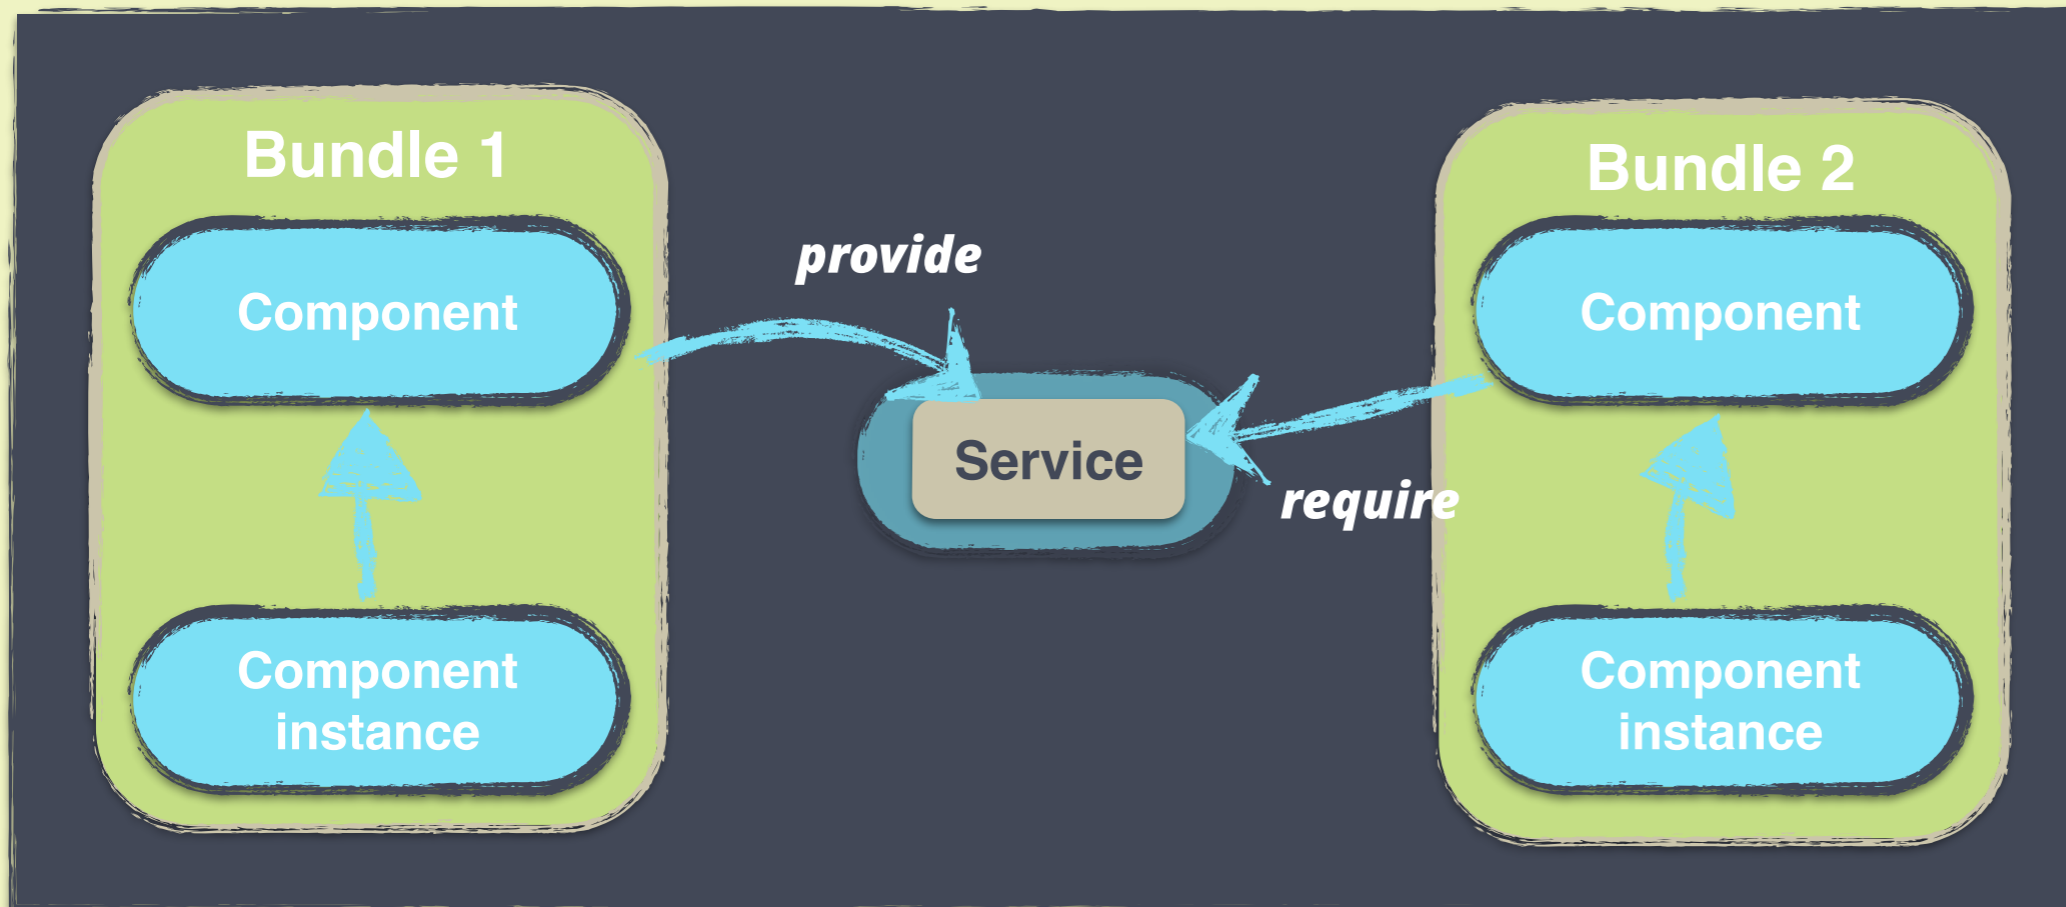 Bundle 1
Component
Component
instance
provide
Service
require
Bundle 2
Component
Component
instance